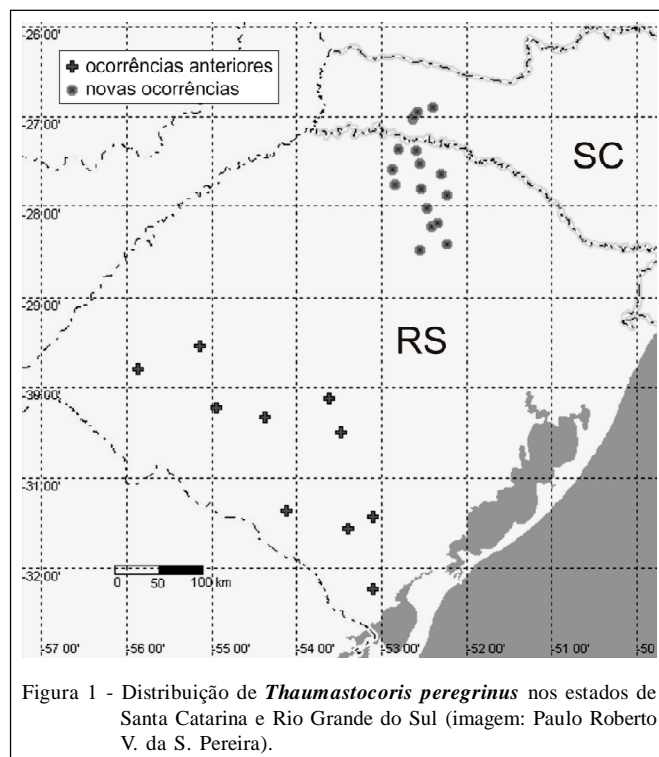 -26 00'
ocorrências anteriores
novas ocorrências
-27 00'
SC
-28 00'
-29 00'
RS
-30 00'
-31 00'
-32 00'
0 50 100 km
-57 00' -56 00' -55 00' -54 00' -53 00' -52 00' -51 00' -50
Figura 1 - Distribuição de Thaumastocoris peregrinus nos estados de
Santa Catarina e Rio Grande do Sul (imagem: Paulo Roberto
V. da S. Pereira).